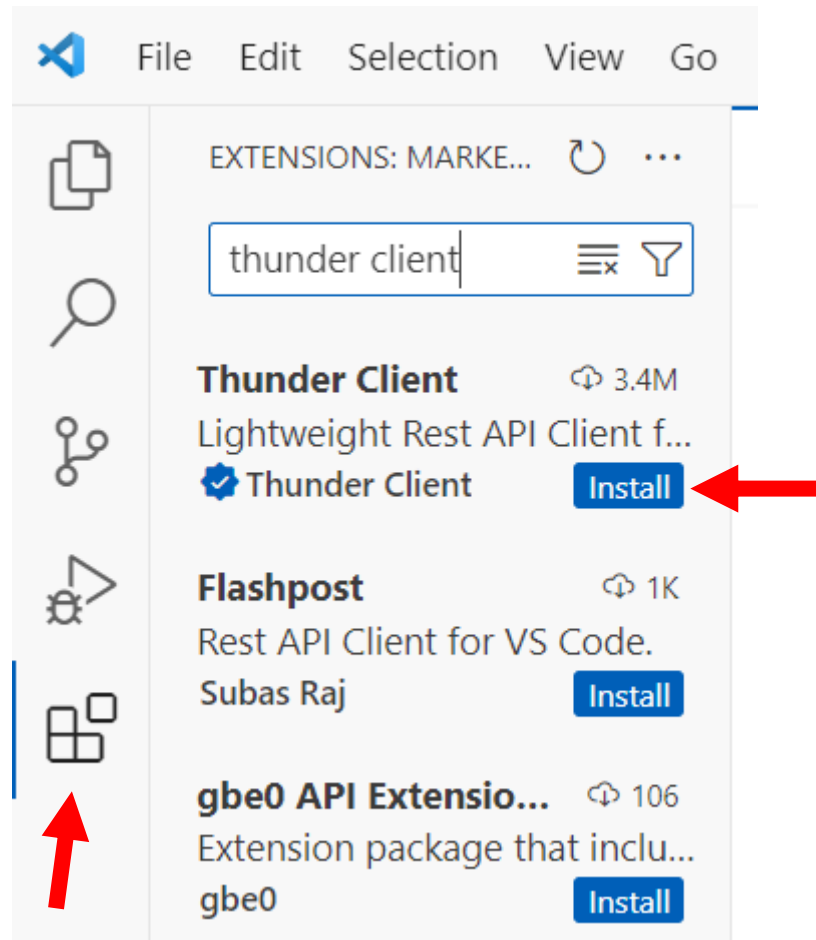 File Edit Selection View Go
EXTENSIONS: MARKE...
thunder client
Thunder Client 3.4M
Lightweight Rest API Client f...
Thunder Client Install
Flashpost 1K
Rest API Client for VS Code.
Subas Raj Install
gbe0 API Extensio... 106
Extension package that inclu...
gbe0 Install